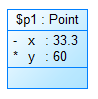 $p1 : Point
- x : 33.3
* y : 60